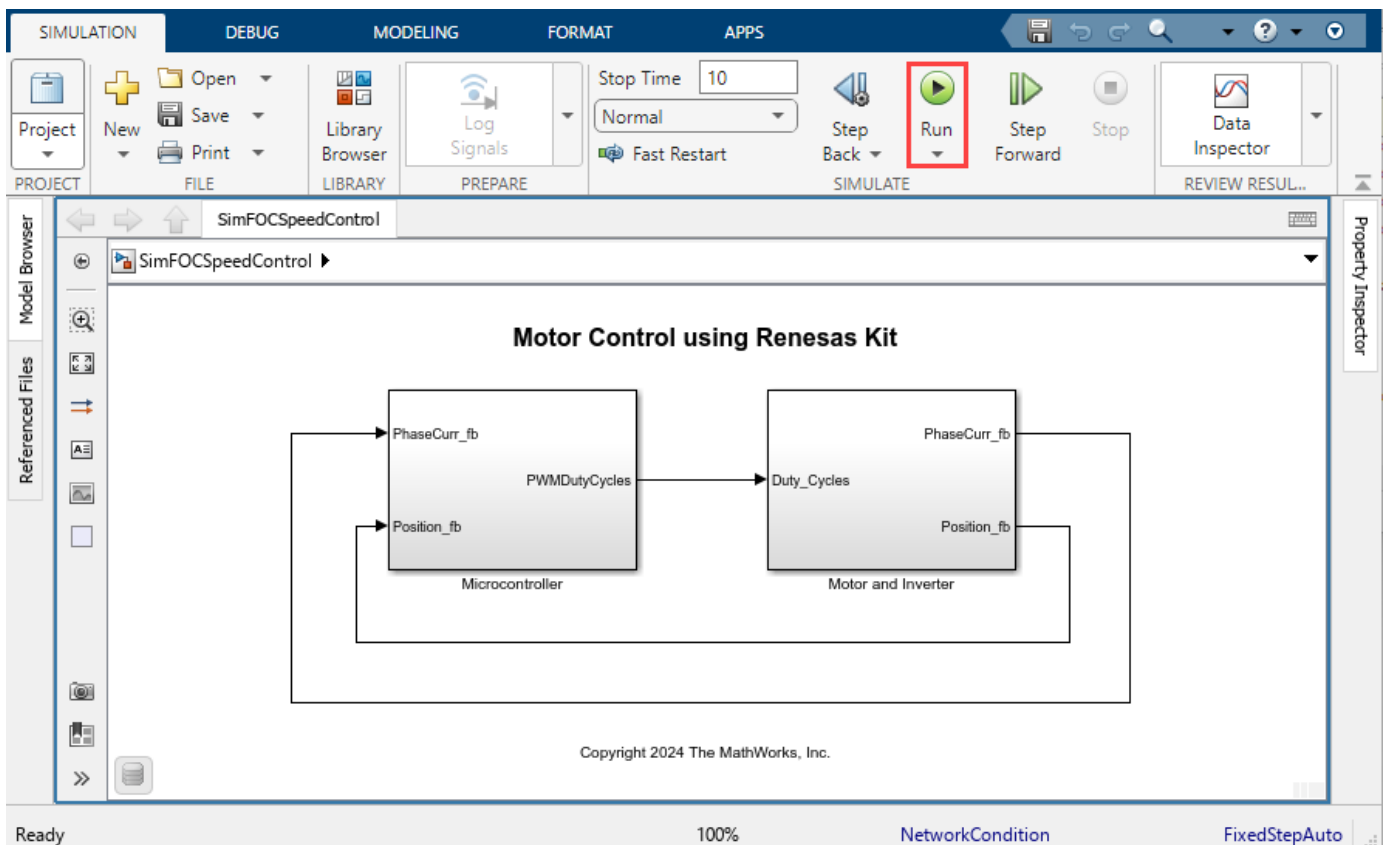 SIMULATION DEBUG MODELING FORMAT APPS
Project
New
Open
Save
Print
Library
Browser
Log
Signals
Stop Time 10
Normal
Fast Restart
Step
Back
Run
Step
Forward
Stop
Data
Inspector
PROJECT FILE LIBRARY PREPARE SIMULATE REVIEW RESUL...
Model Browser
Referenced Files
SimFOCSpeedControl
SimFOCSpeedControl
Property Inspector
Motor Control using Renesas Kit
PhaseCurr_fb
PWMDutyCycles
Position_fb
Microcontroller
PhaseCurr_fb
Duty_Cycles
Position_fb
Motor and Inverter
Copyright 2024 The MathWorks, Inc.
Ready 100% NetworkCondition FixedStepAuto